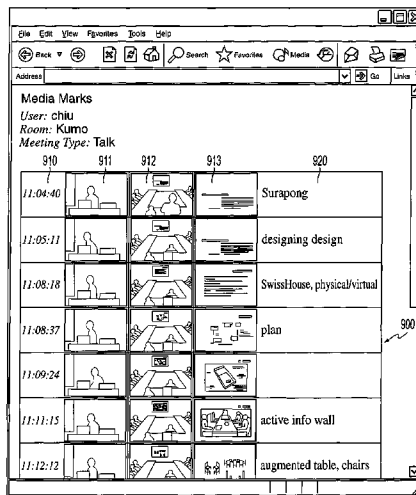 File Edit View Favorites Tools Help
Back Search Favorites Media
Address Go Links
Media Marks
User: chiu
Room: Kumo
Meeting Type: Talk
910 911 912 913 920
11:04:40 Surapong
11:05:11 designing design
11:08:18 SwissHouse, physical/virtual
11:08:37 plan
900
11:09:24
11:11:15 active info wall
11:12:12 augmented table, chairs